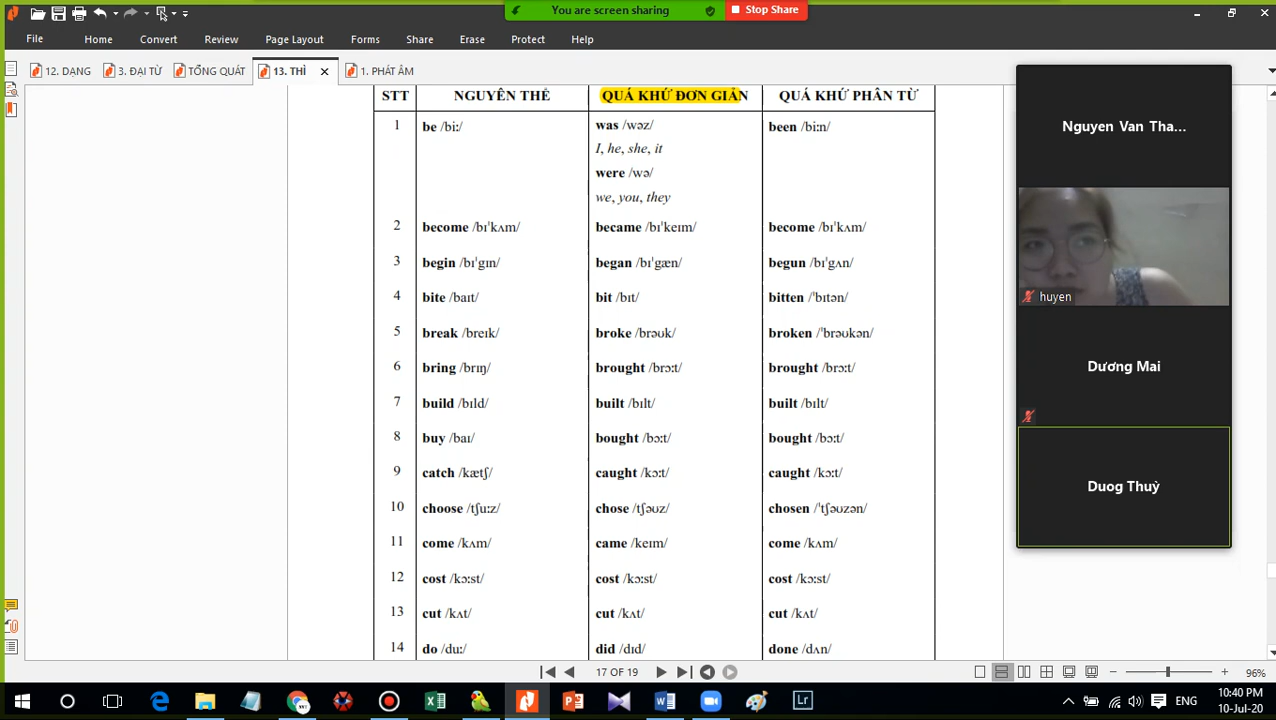 You are screen sharing
Stop Share
File Home Convert Review Page Layout Forms Share Erase Protect Help
12. DẠNG 3. ĐẠI TỪ TỔNG QUÁT 13. THÌ 1. PHÁT ÂM
STT NGUYÊN THỂ QUÁ KHỨ ĐƠN GIẢN QUÁ KHỨ PHÂN TỪ
1 be /biː/ was /wəz/ been /biːn/
I, he, she, it
were /wə/
we, you, they
2 become /bɪˈkʌm/ became /bɪˈkeɪm/ become /bɪˈkʌm/
3 begin /bɪˈgɪn/ began /bɪˈgæn/ begun /bɪˈgʌn/
4 bite /baɪt/ bit /bɪt/ bitten /ˈbɪtən/
5 break /breɪk/ broke /brəʊk/ broken /ˈbrəʊkən/
6 bring /brɪŋ/ brought /brɔːt/ brought /brɔːt/
7 build /bɪld/ built /bɪlt/ built /bɪlt/
8 buy /baɪ/ bought /bɔːt/ bought /bɔːt/
9 catch /kætʃ/ caught /kɔːt/ caught /kɔːt/
10 choose /tʃuːz/ chose /tʃəʊz/ chosen /ˈtʃəʊzən/
11 come /kʌm/ came /keɪm/ come /kʌm/
12 cost /kɔːst/ cost /kɔːst/ cost /kɔːst/
13 cut /kʌt/ cut /kʌt/ cut /kʌt/
14 do /duː/ did /dɪd/ done /dʌn/
Nguyen Van Tha...
huyen
Dương Mai
Duog Thuỳ
17 OF 19
96%
ENG
10:40 PM
10-Jul-20